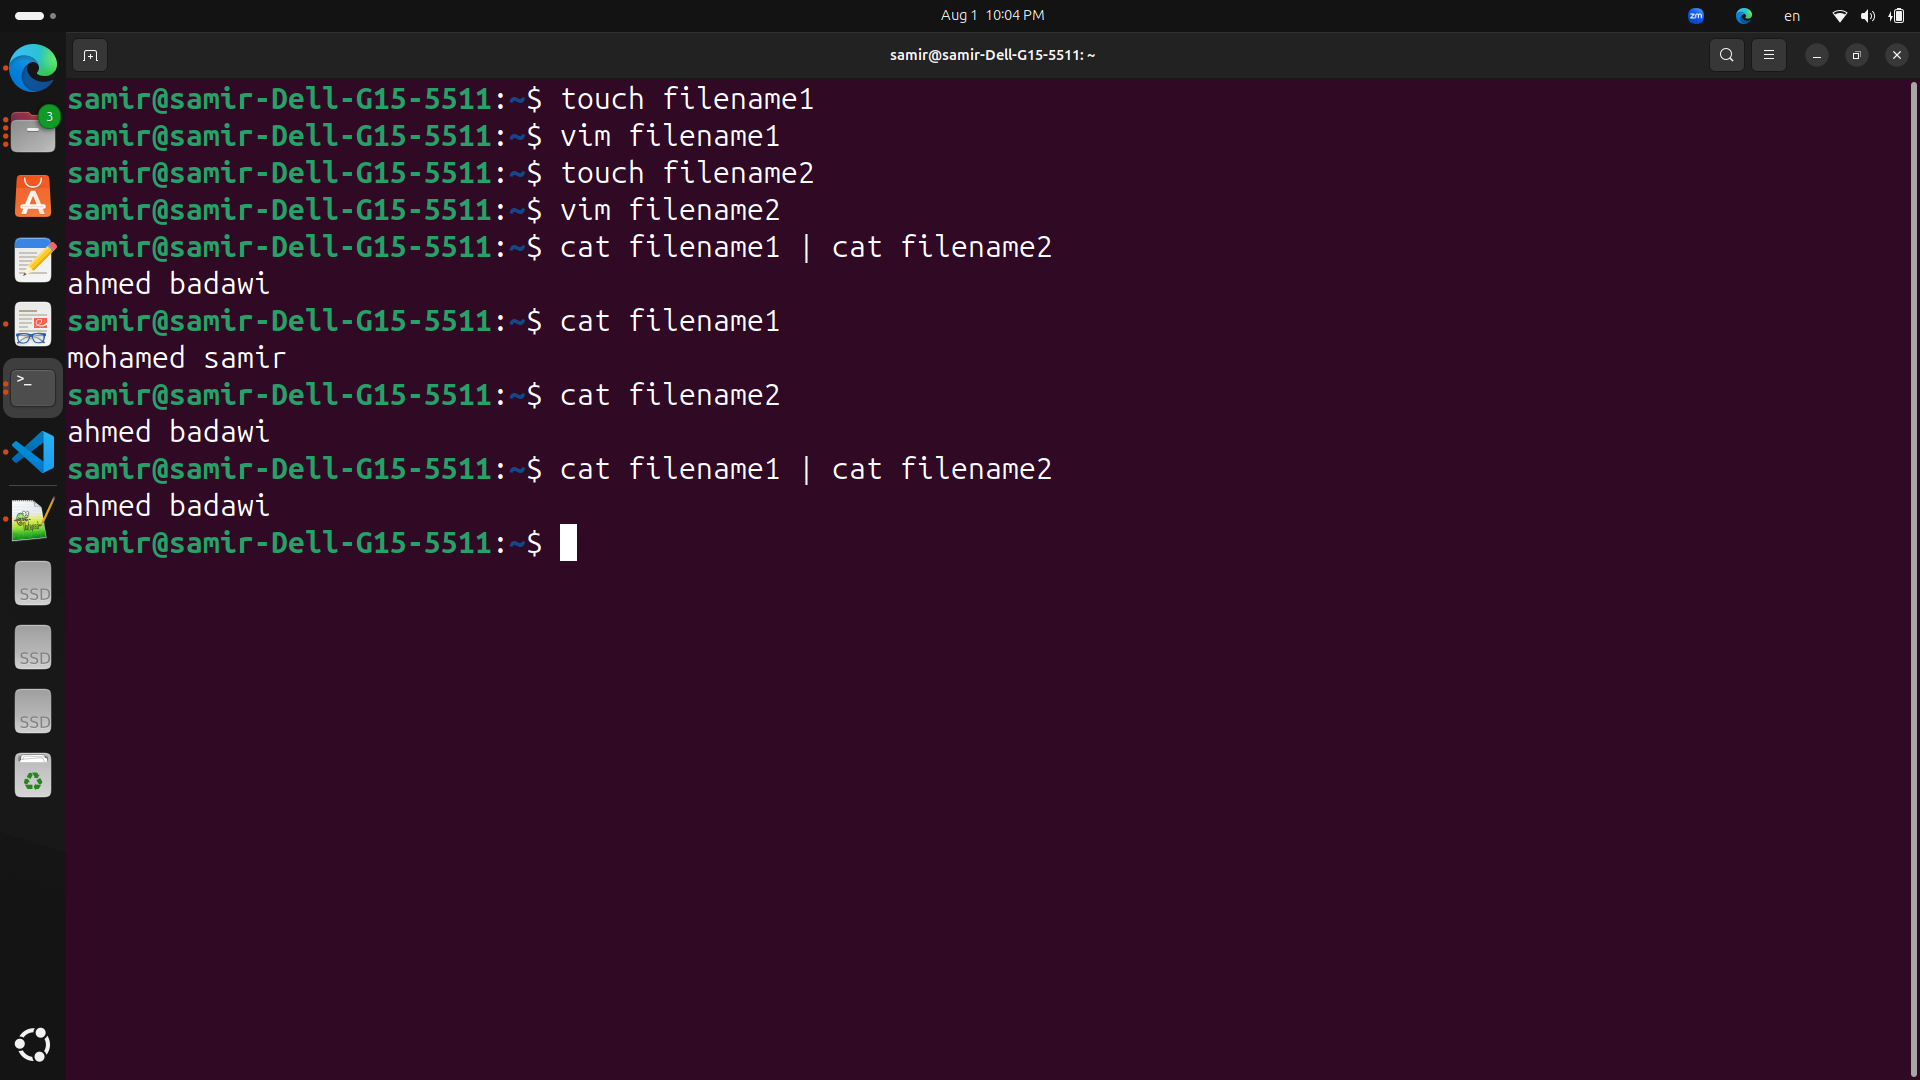 Aug 1 10:04 PM
zm
en
samir@samir-Dell-G15-5511: ~
3
samir@samir-Dell-G15-5511:~$ touch filename1
samir@samir-Dell-G15-5511:~$ vim filename1
samir@samir-Dell-G15-5511:~$ touch filename2
samir@samir-Dell-G15-5511:~$ vim filename2
samir@samir-Dell-G15-5511:~$ cat filename1 | cat filename2
ahmed badawi
samir@samir-Dell-G15-5511:~$ cat filename1
mohamed samir
samir@samir-Dell-G15-5511:~$ cat filename2
ahmed badawi
samir@samir-Dell-G15-5511:~$ cat filename1 | cat filename2
ahmed badawi
samir@samir-Dell-G15-5511:~$
SSD
SSD
SSD